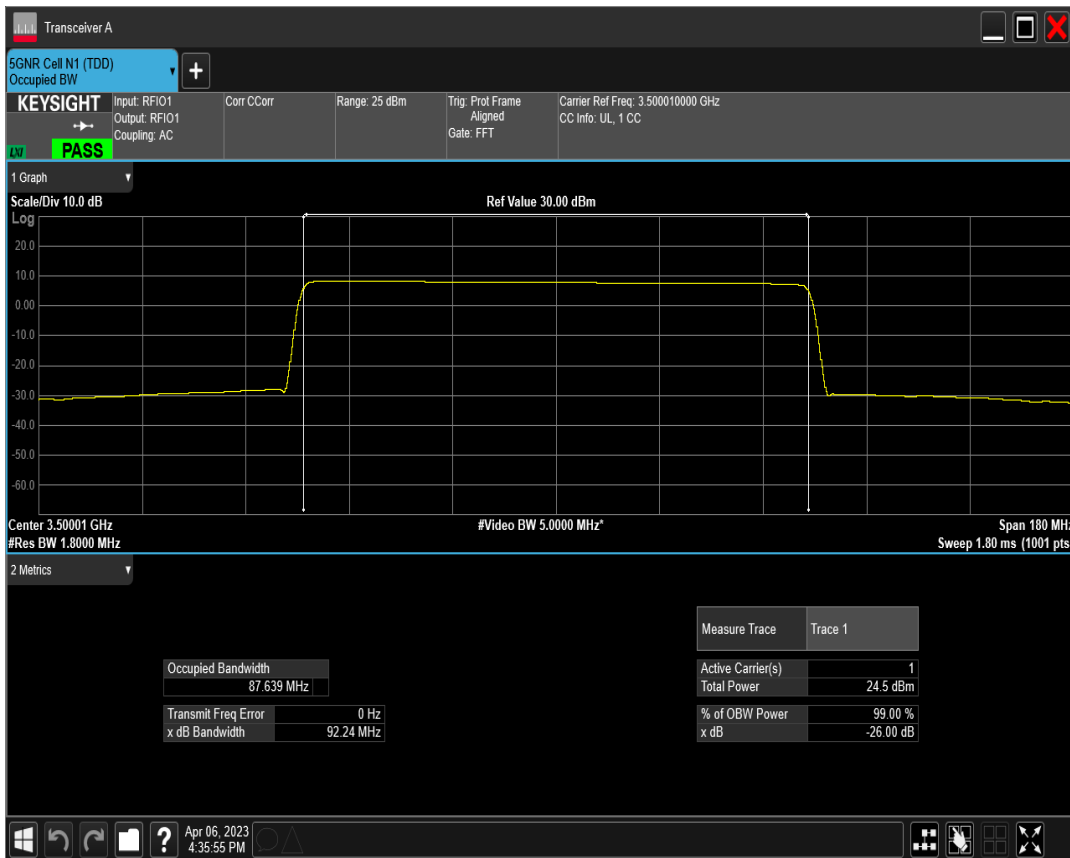 Transceiver A
5GNR Cell N1 (TDD)
Occupied BW
+
KEYSIGHT
LXI
PASS
Input: RFIO1
Output: RFIO1
Coupling: AC
Corr CCorr
Range: 25 dBm
Trig: Prot Frame
Aligned
Gate: FFT
Carrier Ref Freq: 3.500010000 GHz
CC Info: UL, 1 CC
1 Graph
Scale/Div 10.0 dB
Ref Value 30.00 dBm
Log
20.0
10.0
0.00
-10.0
-20.0
-30.0
-40.0
-50.0
-60.0
Center 3.50001 GHz
#Video BW 5.0000 MHz*
Span 180 MHz
#Res BW 1.8000 MHz
Sweep 1.80 ms (1001 pts
2 Metrics
Measure Trace Trace 1
Occupied Bandwidth
87.639 MHz
Active Carrier(s) 1
Total Power 24.5 dBm
Transmit Freq Error 0 Hz
x dB Bandwidth 92.24 MHz
% of OBW Power 99.00 %
x dB -26.00 dB
?
Apr 06, 2023
4:35:55 PM